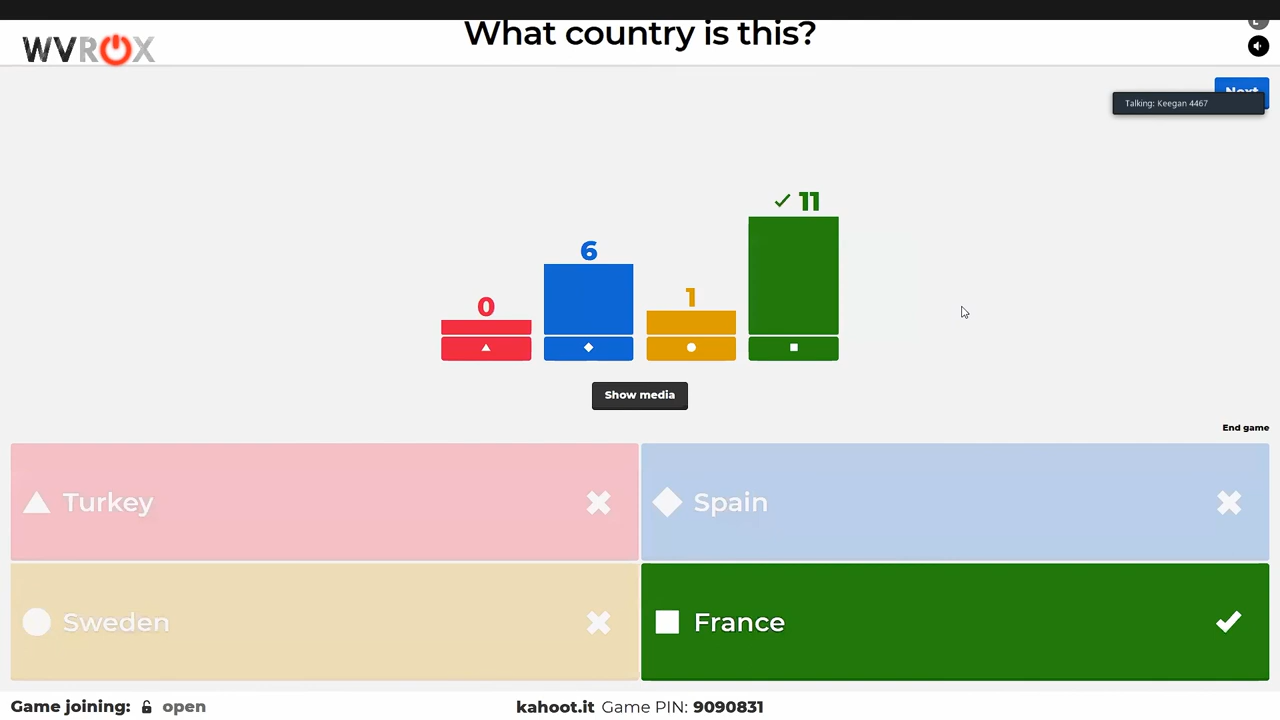 What country is this?
WVROX
Next
Talking: Keegan 4467
0
6
1
11
Show media
End game
Turkey
Spain
Sweden
France
Game joining: open
kahoot.it Game PIN: 9090831